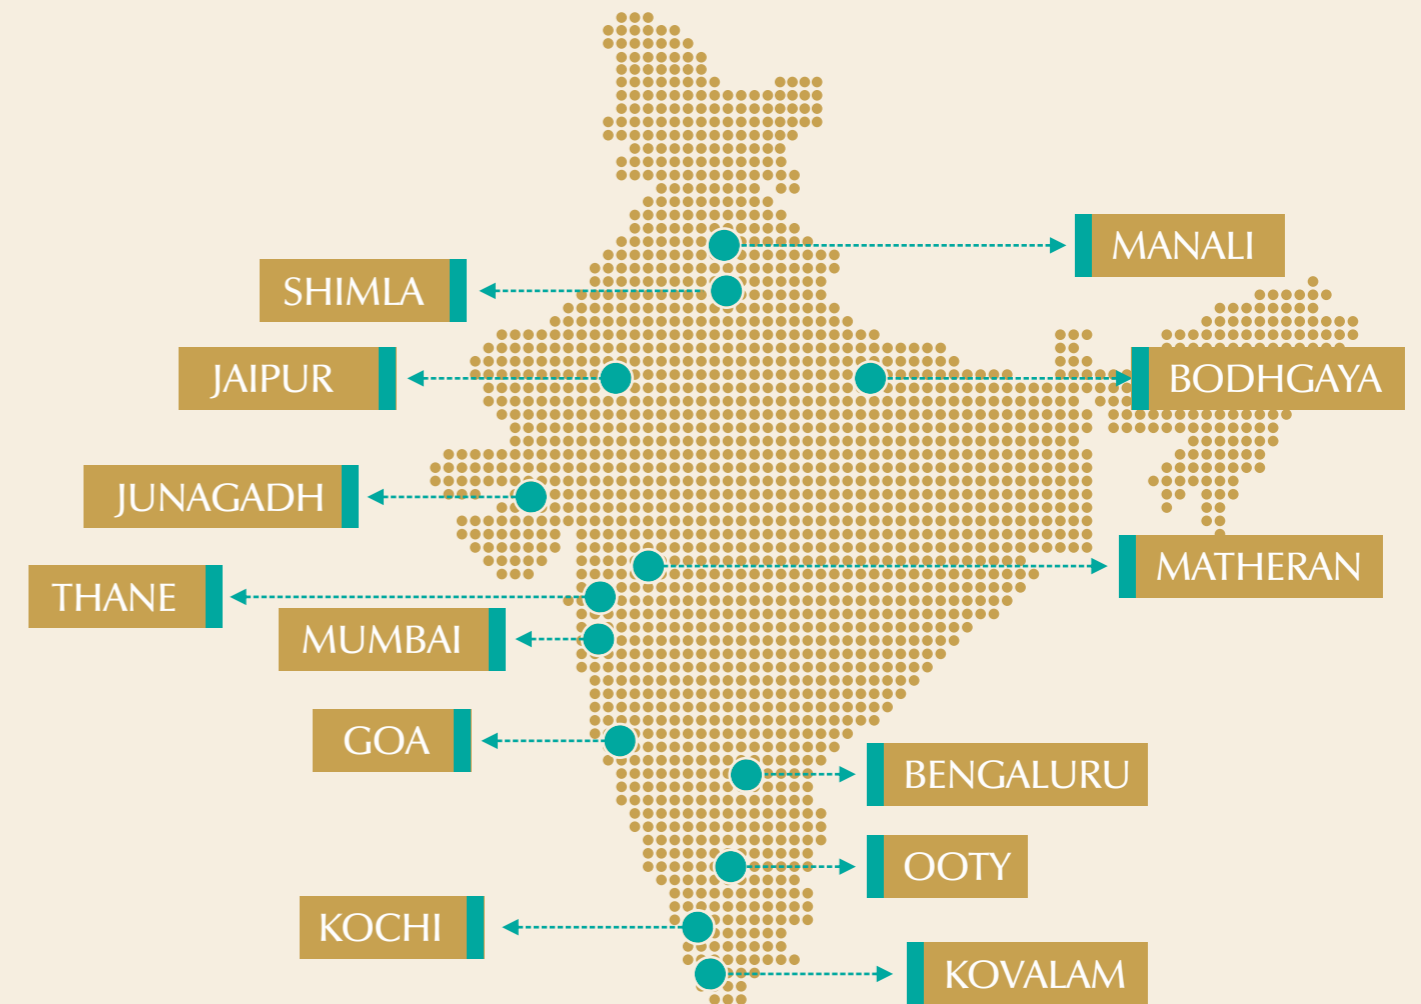 MANALI
SHIMLA
JAIPUR
BODHGAYA
JUNAGADH
MATHERAN
THANE
MUMBAI
GOA
BENGALURU
OOTY
KOCHI
KOVALAM